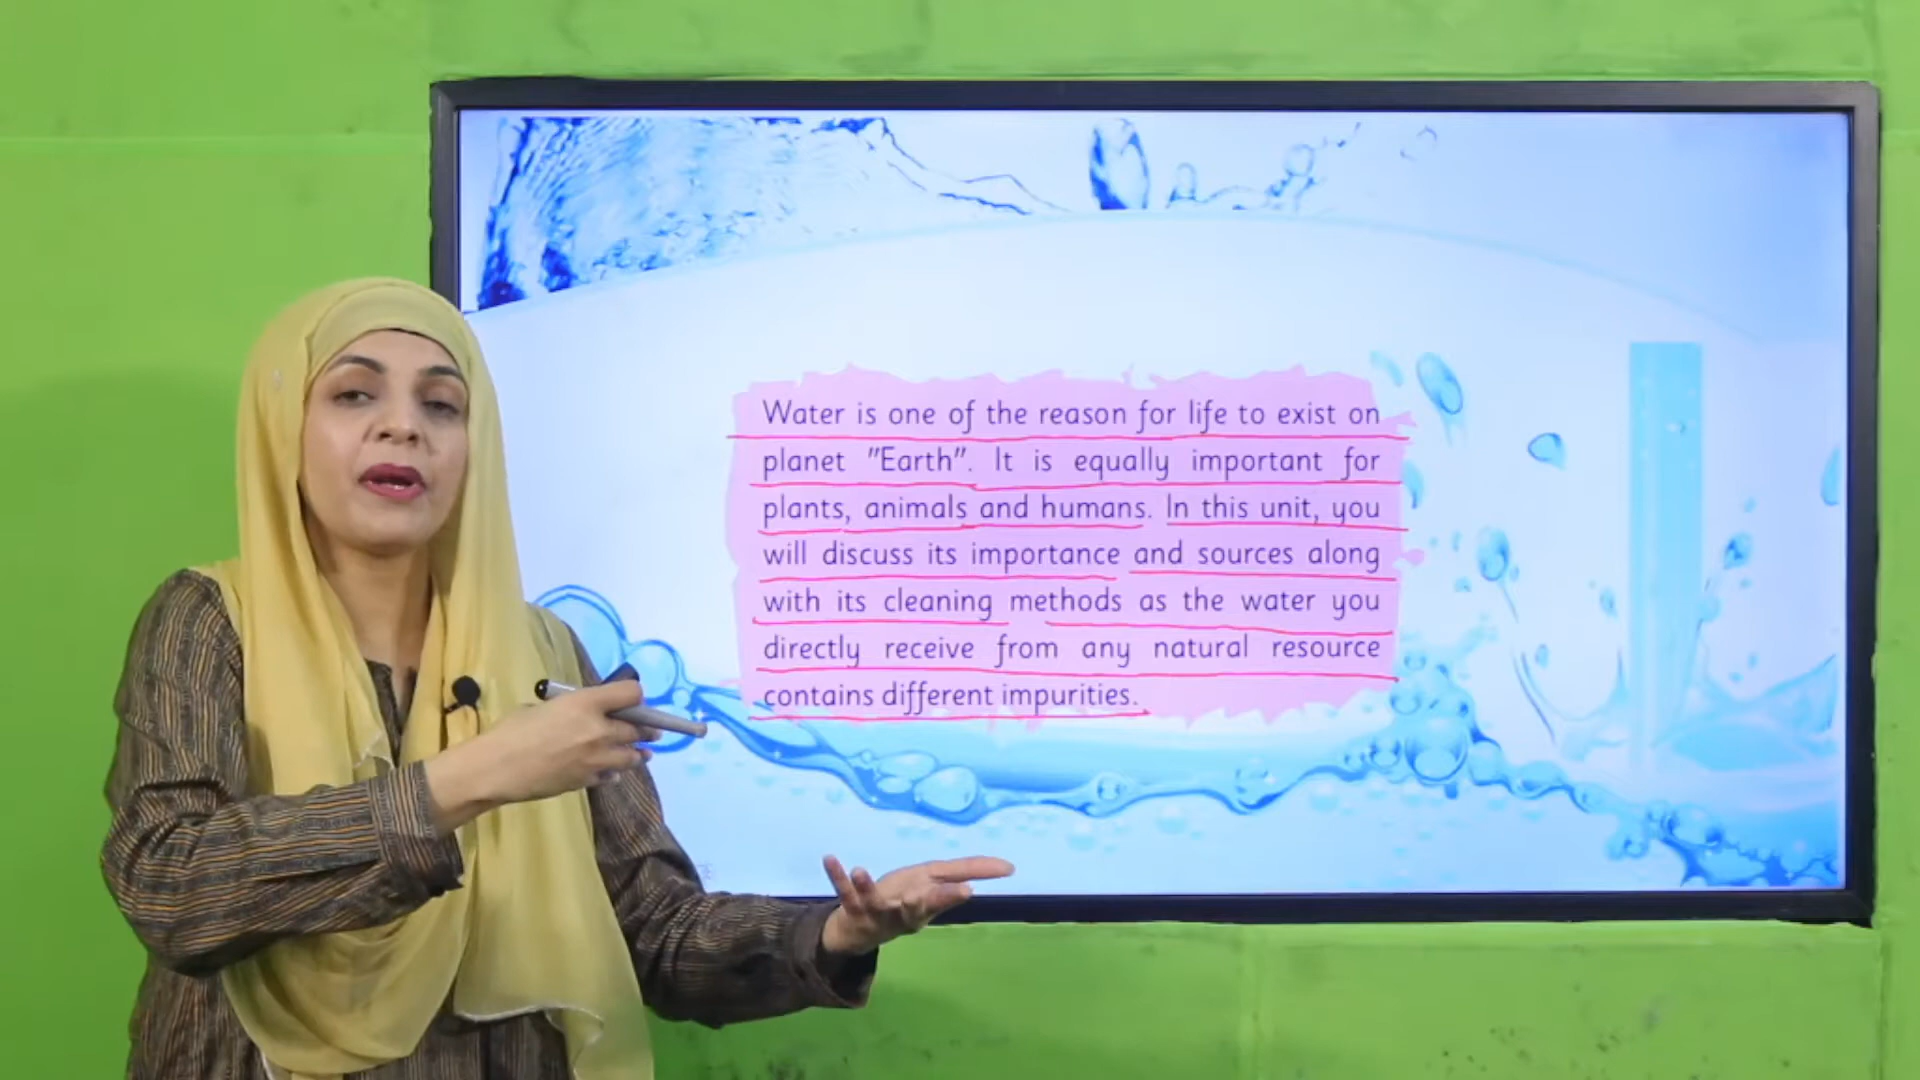 Water is one of the reason for life to exist on
planet "Earth". It is equally important for
plants, animals and humans. In this unit, you
will discuss its importance and sources along
with its cleaning methods as the water you
directly receive from any natural resource
contains different impurities.